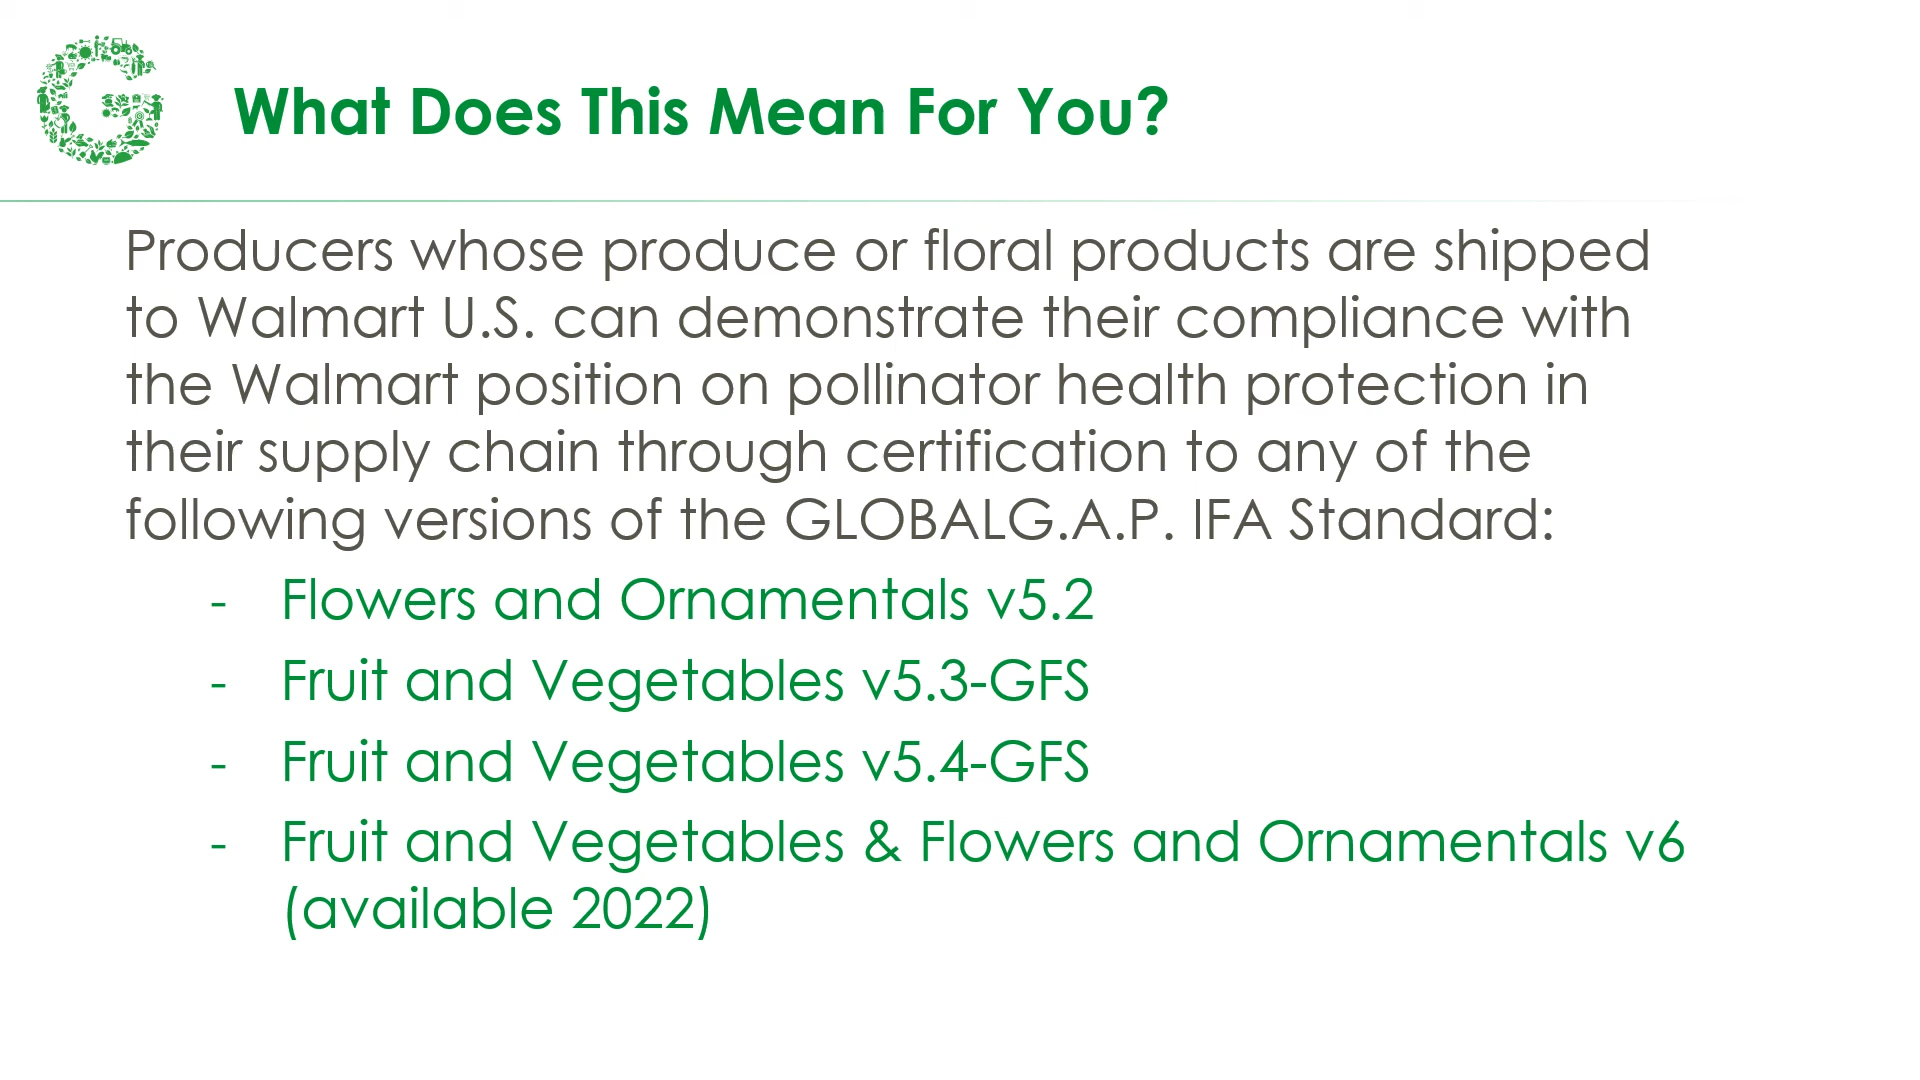 What Does This Mean For You?
Producers whose produce or floral products are shipped
to Walmart U.S. can demonstrate their compliance with
the Walmart position on pollinator health protection in
their supply chain through certification to any of the
following versions of the GLOBALG.A.P. IFA Standard:
- Flowers and Ornamentals v5.2
- Fruit and Vegetables v5.3-GFS
- Fruit and Vegetables v5.4-GFS
- Fruit and Vegetables & Flowers and Ornamentals v6
(available 2022)